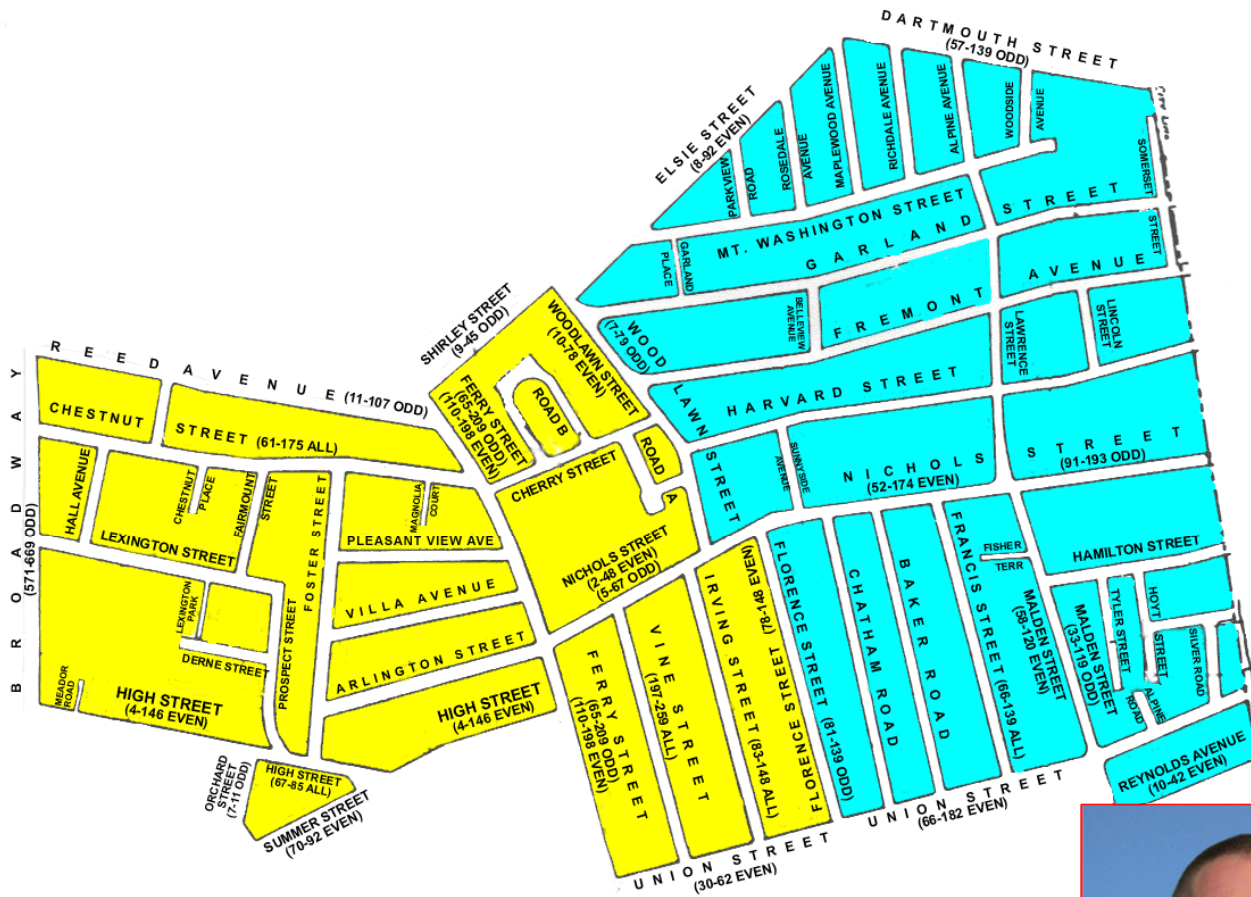 DARTMOUTH STREET
(57-139 ODD)
ELSIE STREET
(8-92 EVEN)
PARKVIEW
ROAD
ROSEDALE
AVENUE
MAPLEWOOD AVENUE
RICHDALE AVENUE
ALPINE AVENUE
WOODSIDE
AVENUE
City Line
SOMERSET
STREET
MT. WASHINGTON STREET
GARLAND STREET
GARLAND
PLACE
FREMONT AVENUE
BELLEVIEW
AVENUE
LAWRENCE
STREET
LINCOLN
STREET
WOOD
LAWN
STREET
(7-79 ODD)
HARVARD STREET
SUNNYSIDE
AVENUE
NICHOLS STREET
(52-174 EVEN)
(91-193 ODD)
SHIRLEY STREET
(9-45 ODD)
WOODLAWN STREET
(110-78 EVEN)
FERRY STREET
(65-209 ODD)
(110-198 EVEN)
ROAD B
ROAD
A
CHERRY STREET
REED AVENUE (11-107 ODD)
BROADWAY
(571-669 ODD)
CHESTNUT
STREET (61-175 ALL)
HALL AVENUE
CHESTNUT
PLACE
FAIRMOUNT
STREET
FOSTER STREET
MAGNOLIA
COURT
LEXINGTON STREET
PLEASANT VIEW AVE
NICHOLS STREET
(2-48 EVEN)
(5-67 ODD)
VILLA AVENUE
LEXINGTON
PARK
PROSPECT STREET
ARLINGTON STREET
DERNE STREET
MEADOR
ROAD
HIGH STREET
(4-146 EVEN)
HIGH STREET
(4-146 EVEN)
ORCHARD
STREET
(7-11 ODD)
HIGH STREET
(67-85 ALL)
SUMMER STREET
(70-92 EVEN)
FERRY STREET
(65-209 ODD)
(110-198 EVEN)
VINE STREET
(197-259 ALL)
IRVING STREET (83-148 ALL)
FLORENCE STREET (78-148 EVEN)
FLORENCE STREET (81-139 ODD)
CHATHAM ROAD
BAKER ROAD
FRANCIS STREET (66-139 ALL)
FISHER
TERR
MALDEN STREET
(58-120 EVEN)
HAMILTON STREET
MALDEN STREET
(33-119 ODD)
TYLER STREET
HOYT
STREET
SILVER ROAD
ALPINE
ROAD
UNION STREET
(30-62 EVEN)
UNION STREET
(66-182 EVEN)
REYNOLDS AVENUE
(10-42 EVEN)